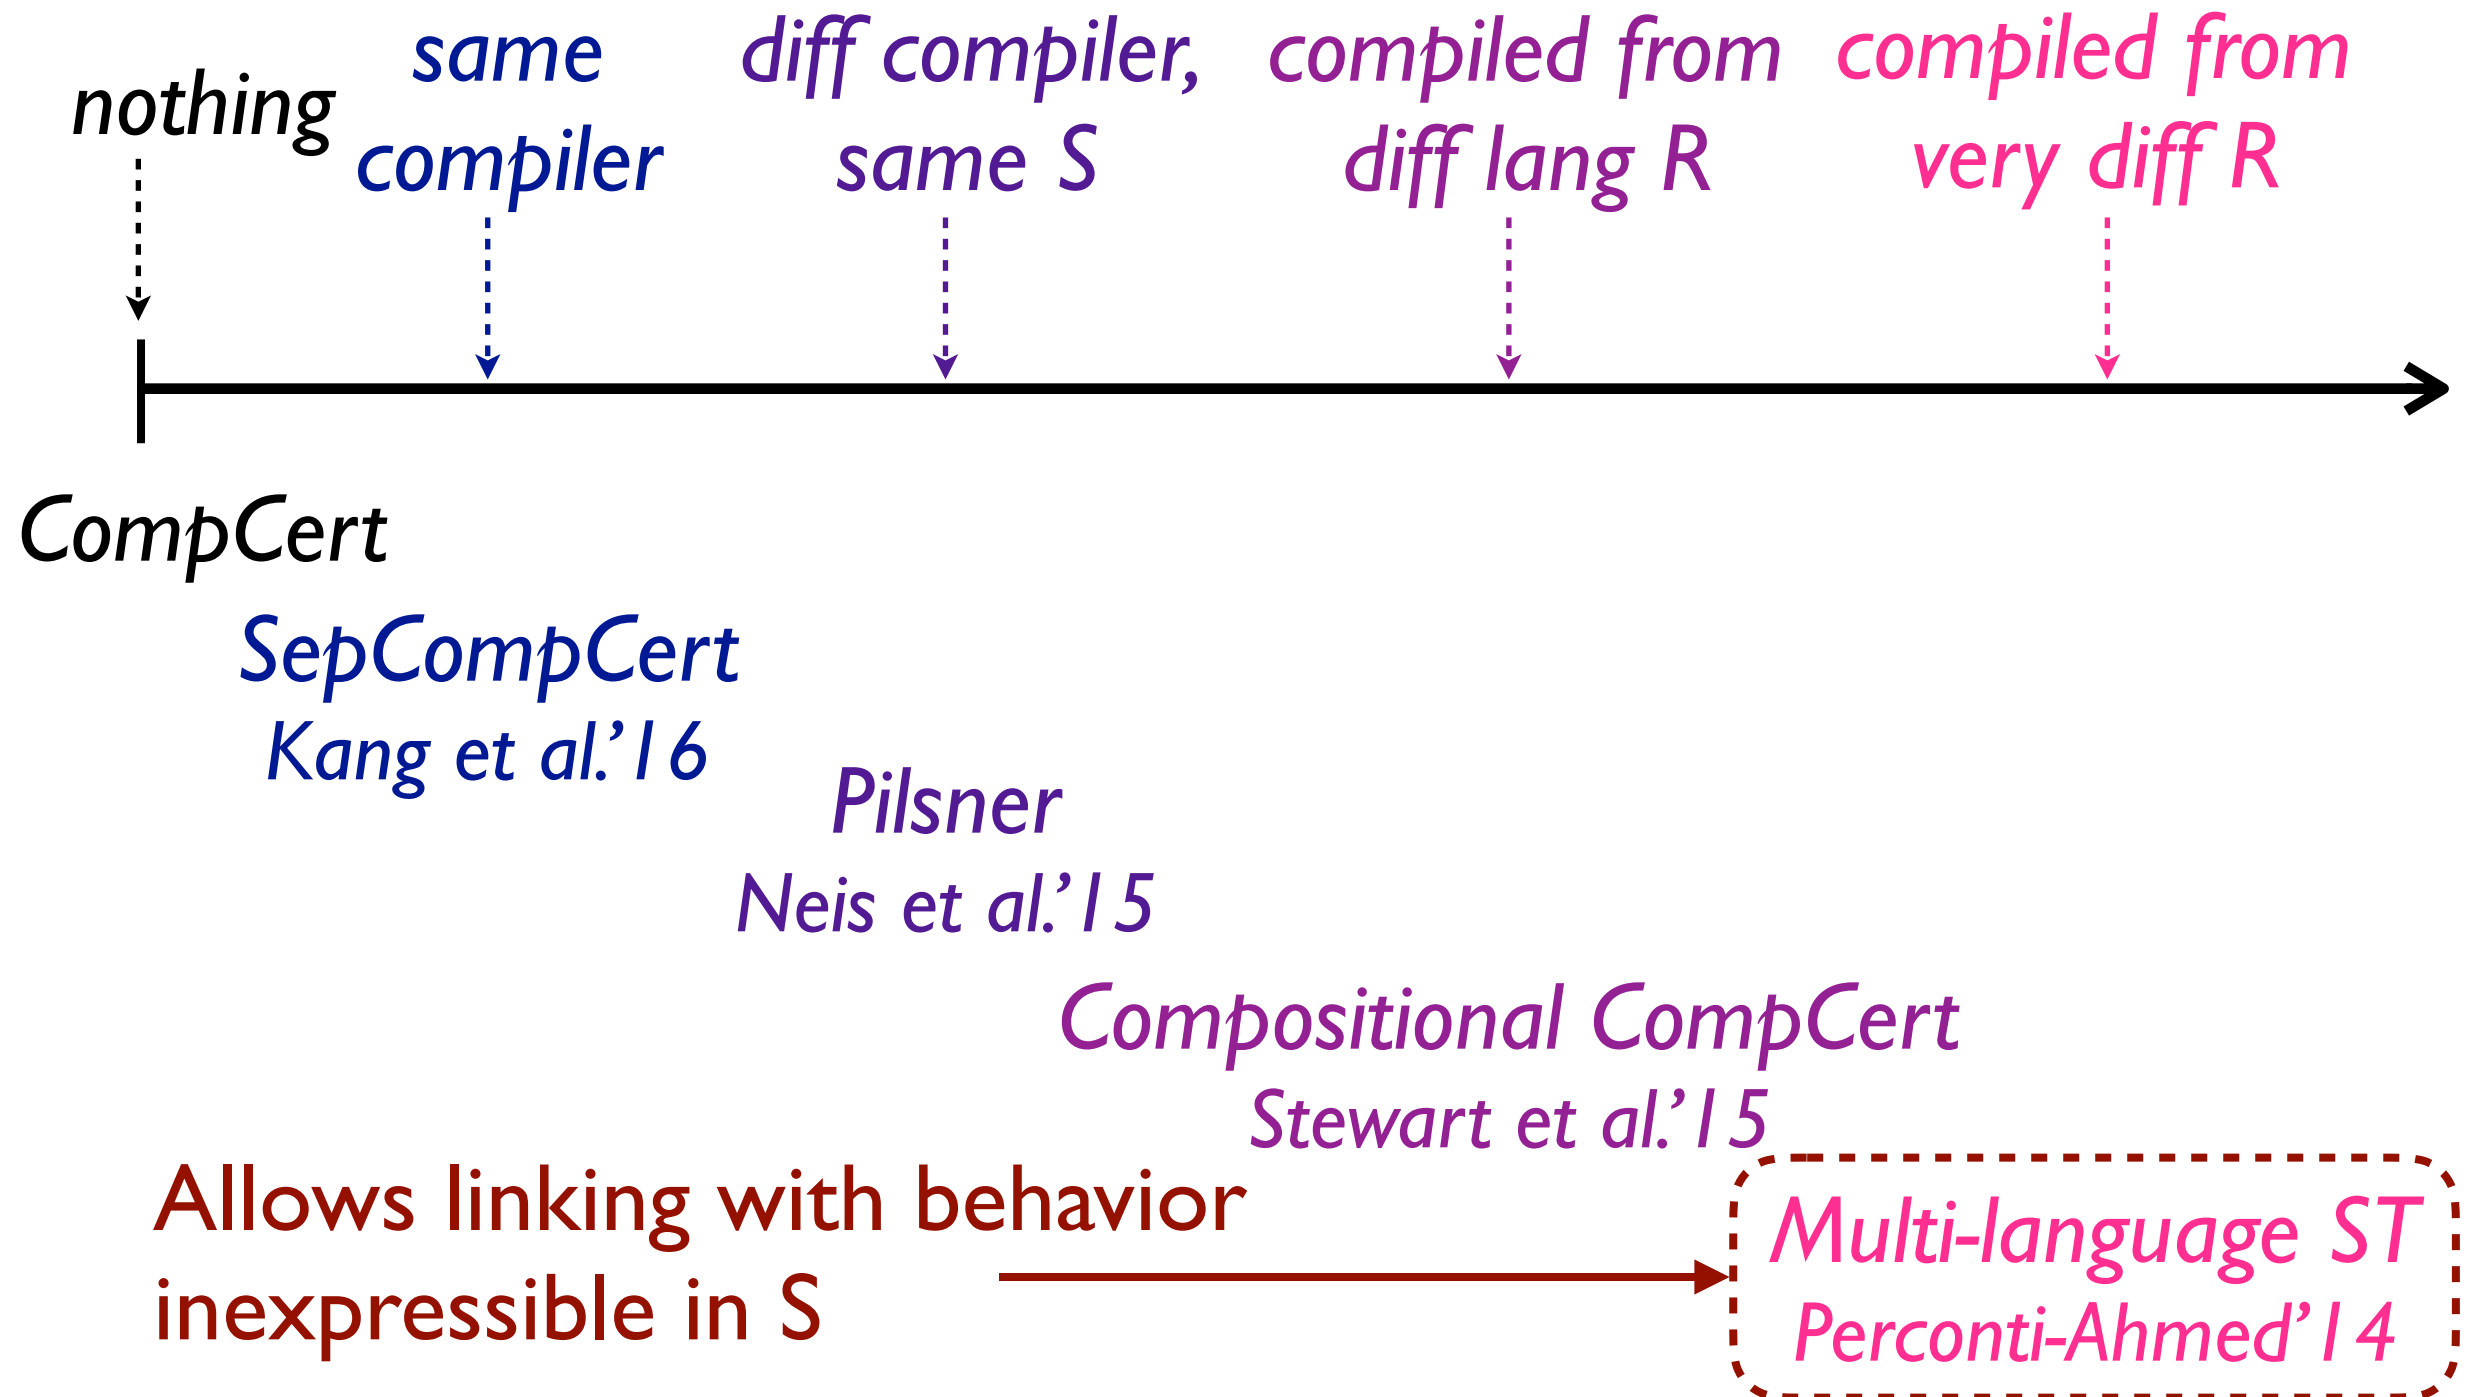 nothing
same
compiler
diff compiler,
same S
compiled from
diff lang R
compiled from
very diff R
CompCert
SepCompCert
Kang et al.'16
Pilsner
Neis et al.'15
Compositional CompCert
Stewart et al.'15
Allows linking with behavior
inexpressible in S
Multi-language ST
Perconti-Ahmed'14